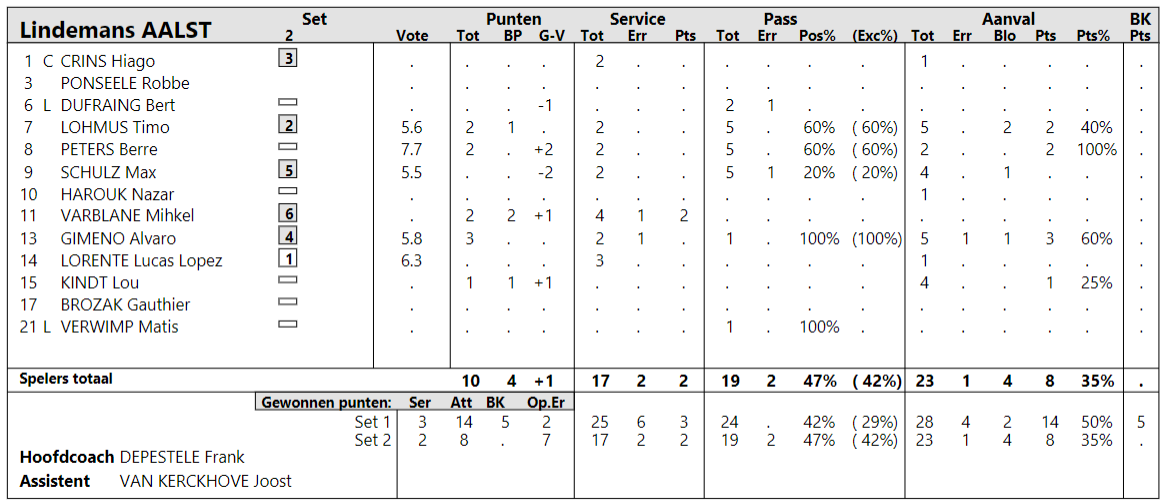 Lindemans AALST Set Punten Service Pass Aanval BK
2 Vote Tot BP G-V Tot Err Pts Tot Err Pos% (Exc%) Tot Err Blo Pts Pts% Pts
1 C CRINS Hiago 3 . . . . 2 . . . . . . 1 . . . . .
3 PONSEELE Robbe . . . . . . . . . . . . . . . . .
6 L DUFRAING Bert . . . -1 . . . 2 1 . . . . . . . .
7 LOHMUS Timo 2 5.6 2 1 . 2 . . 5 . 60% ( 60%) 5 . 2 2 40% .
8 PETERS Berre 7.7 2 . +2 2 . . 5 . 60% ( 60%) 2 . . 2 100% .
9 SCHULZ Max 5 5.5 . . -2 2 . . 5 1 20% ( 20%) 4 . 1 . . .
10 HAROUK Nazar . . . . . . . . . . . 1 . . . . .
11 VARBLANE Mihkel 6 . 2 2 +1 4 1 2 . . . . . . . . . .
13 GIMENO Alvaro 4 5.8 3 . . 2 1 . 1 . 100% (100%) 5 1 1 3 60% .
14 LORENTE Lucas Lopez 1 6.3 . . . 3 . . . . . . 1 . . . . .
15 KINDT Lou . 1 1 +1 . . . . . . . 4 . . 1 25% .
17 BROZAK Gauthier . . . . . . . . . . . . . . . . .
21 L VERWIMP Matis . . . . . . . 1 . 100% . . . . . . .
Spelers totaal 10 4 +1 17 2 2 19 2 47% ( 42%) 23 1 4 8 35% .
Gewonnen punten: Ser Att BK Op.Er
Set 1 3 14 5 2 25 6 3 24 . 42% ( 29%) 28 4 2 14 50% 5
Set 2 2 8 . 7 17 2 2 19 2 47% ( 42%) 23 1 4 8 35% .
Hoofdcoach DEPESTELE Frank
Assistent VAN KERCKHOVE Joost